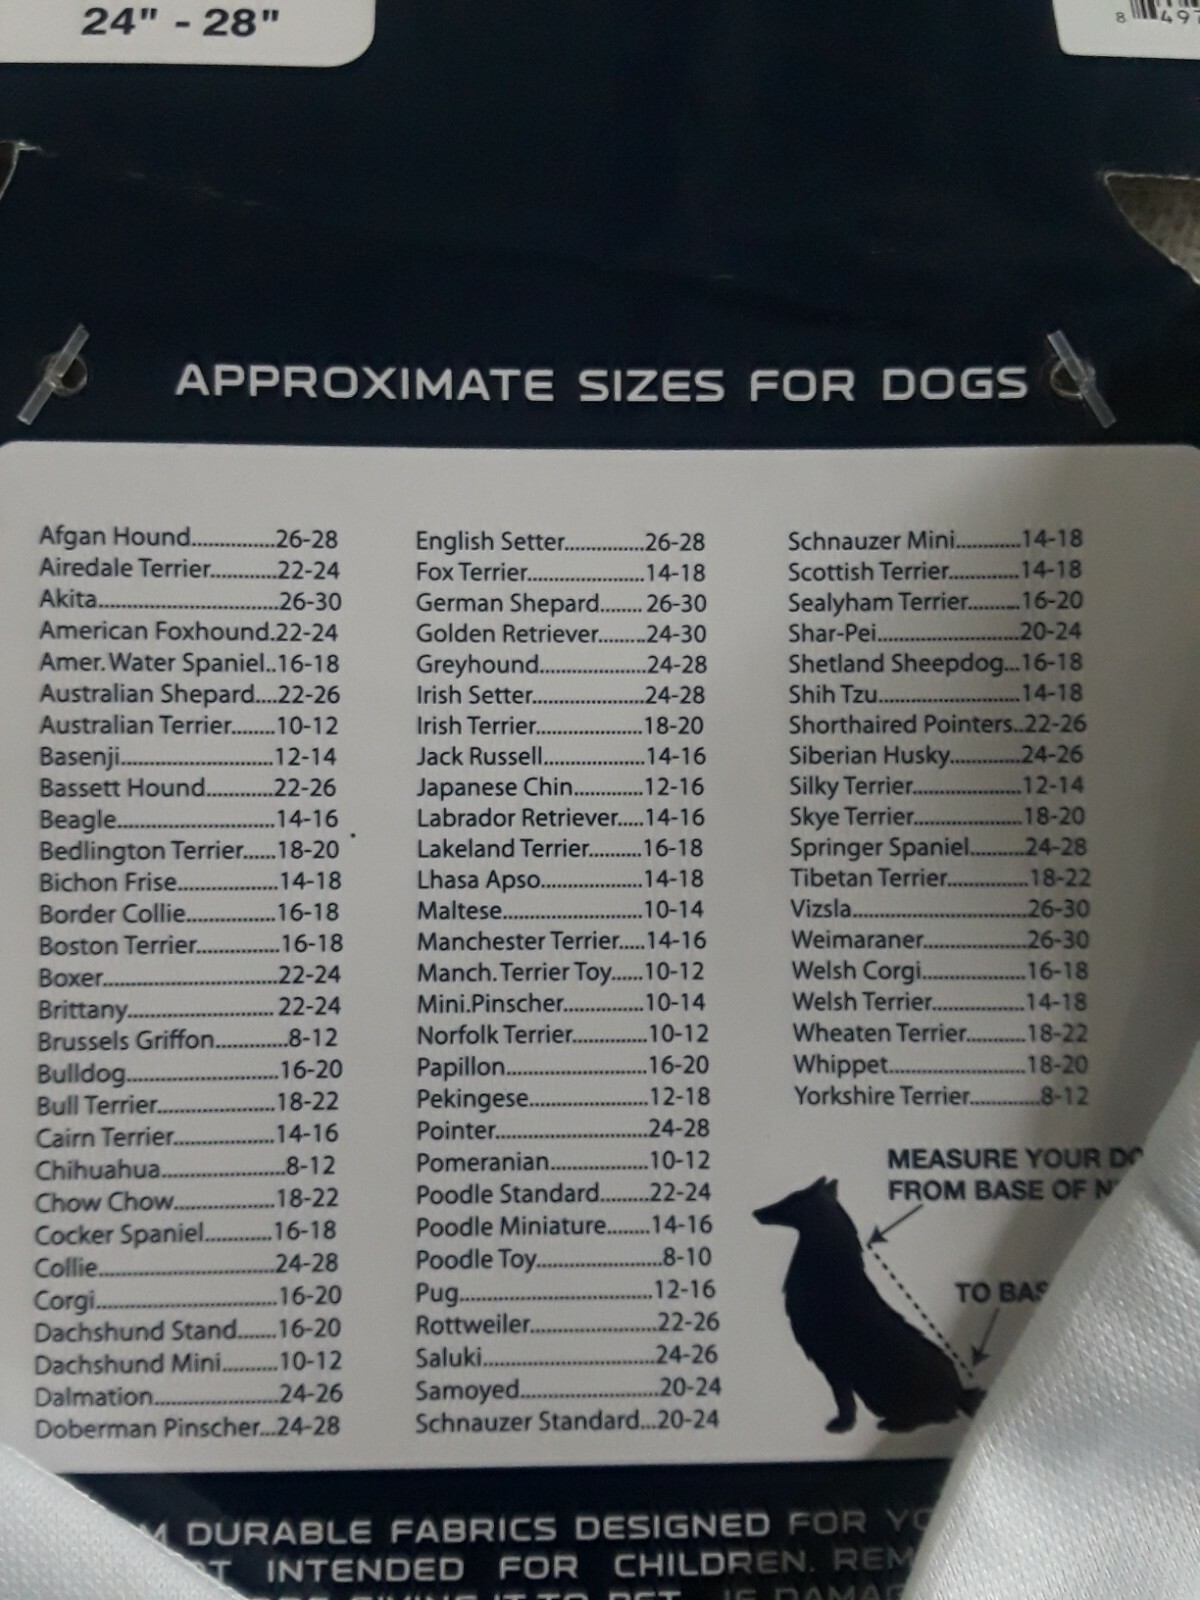 24" - 28"
8 497
APPROXIMATE SIZES FOR DOGS
Afgan Hound...............26-28
Airedale Terrier............22-24
Akita................................26-30
American Foxhound.22-24
Amer. Water Spaniel..16-18
Australian Shepard....22-26
Australian Terrier........10-12
Basenji...........................12-14
Bassett Hound............22-26
Beagle............................14-16
Bedlington Terrier......18-20
Bichon Frise..................14-18
Border Collie................16-18
Boston Terrier...............16-18
Boxer...............................22-24
Brittany..........................22-24
Brussels Griffon.............8-12
Bulldog...........................16-20
Bull Terrier.....................18-22
Cairn Terrier..................14-16
Chihuahua......................8-12
Chow Chow..................18-22
Cocker Spaniel............16-18
Collie...............................24-28
Corgi................................16-20
Dachshund Stand.......16-20
Dachshund Mini..........10-12
Dalmation......................24-26
Doberman Pinscher...24-28
English Setter..............26-28
Fox Terrier.....................14-18
German Shepard........26-30
Golden Retriever........24-30
Greyhound...................24-28
Irish Setter....................24-28
Irish Terrier...................18-20
Jack Russell..................14-16
Japanese Chin............12-16
Labrador Retriever.....14-16
Lakeland Terrier.........16-18
Lhasa Apso..................14-18
Maltese.........................10-14
Manchester Terrier.....14-16
Manch. Terrier Toy......10-12
Mini.Pinscher..............10-14
Norfolk Terrier.............10-12
Papillon.........................16-20
Pekingese.....................12-18
Pointer...........................24-28
Pomeranian.................10-12
Poodle Standard.........22-24
Poodle Miniature........14-16
Poodle Toy.......................8-10
Pug..................................12-16
Rottweiler......................22-26
Saluki..............................24-26
Samoyed........................20-24
Schnauzer Standard...20-24
Schnauzer Mini............14-18
Scottish Terrier.............14-18
Sealyham Terrier.........16-20
Shar-Pei..........................20-24
Shetland Sheepdog...16-18
Shih Tzu.........................14-18
Shorthaired Pointers..22-26
Siberian Husky.............24-26
Silky Terrier....................12-14
Skye Terrier....................18-20
Springer Spaniel..........24-28
Tibetan Terrier...............18-22
Vizsla................................26-30
Weimaraner...................26-30
Welsh Corgi...................16-18
Welsh Terrier.................14-18
Wheaten Terrier...........18-22
Whippet.........................18-20
Yorkshire Terrier.............8-12
MEASURE YOUR DO
FROM BASE OF N
TO BAS
M DURABLE FABRICS DESIGNED FOR YO
T INTENDED FOR CHILDREN. REM
GIVING IT TO PET. IF DAMA